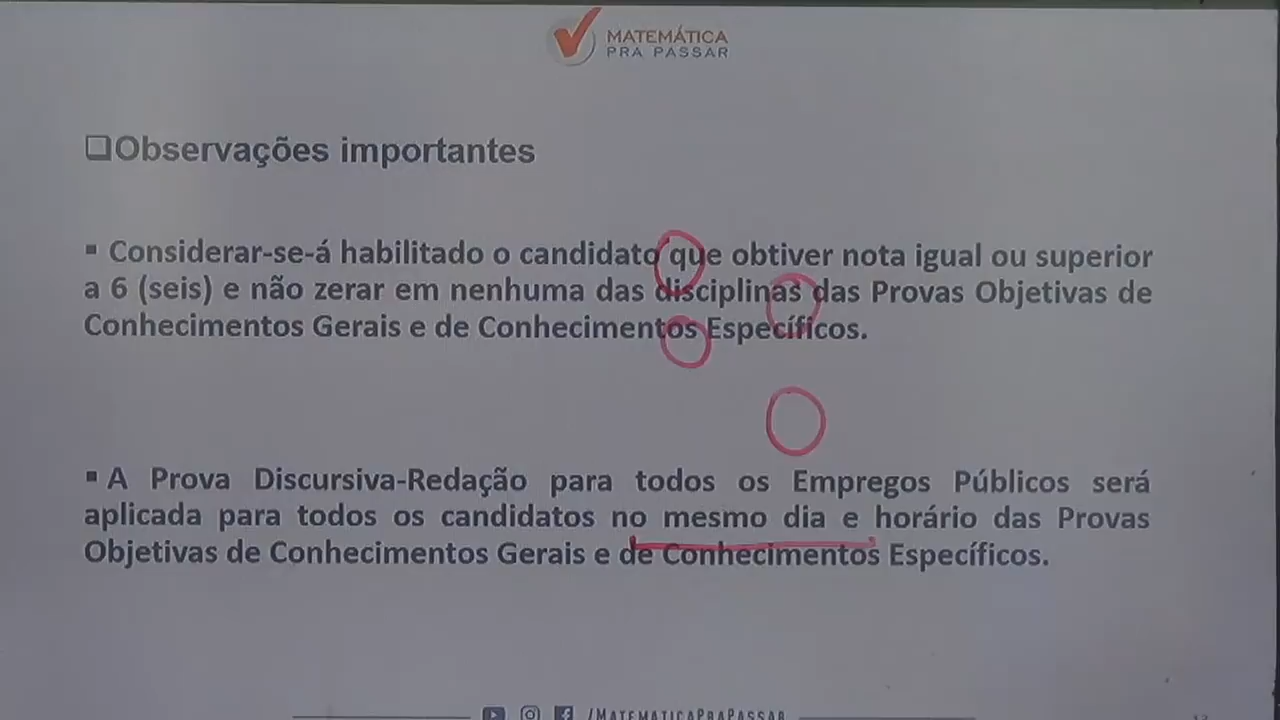 MATEMÁTICA
PRA PASSAR
Observações importantes
Considerar-se-á habilitado o candidato que obtiver nota igual ou superior
a 6 (seis) e não zerar em nenhuma das disciplinas das Provas Objetivas de
Conhecimentos Gerais e de Conhecimentos Específicos.
A Prova Discursiva-Redação para todos os Empregos Públicos será
aplicada para todos os candidatos no mesmo dia e horário das Provas
Objetivas de Conhecimentos Gerais e de Conhecimentos Específicos.
/MATEMATICAPRAPASSAR